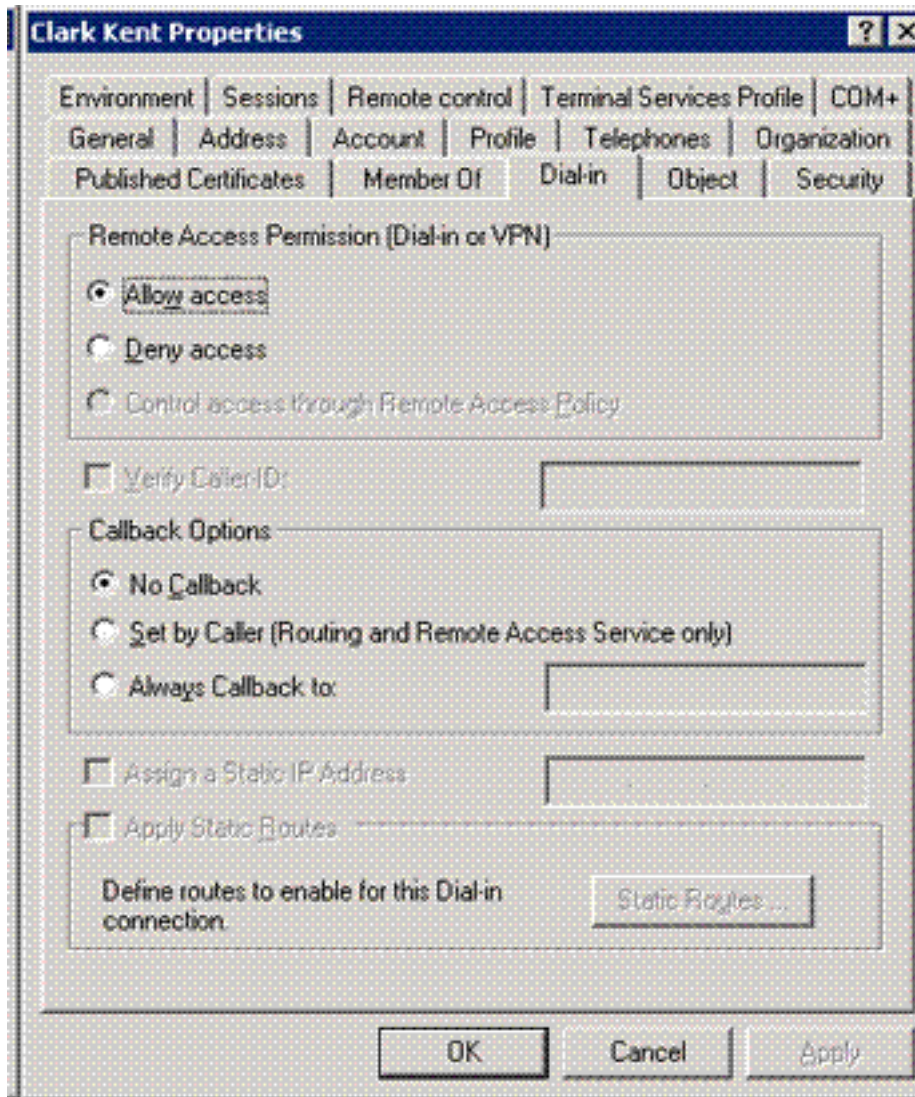 Clark Kent Properties
Environment Sessions Remote control Terminal Services Profile COM+
General Address Account Profile Telephones Organization
Published Certificates Member Of Dial-in Object Security
Remote Access Permission (Dial-in or VPN)
Allow access
Deny access
Control access through Remote Access Policy
Verify Caller-ID:
Callback Options
No Callback
Set by Caller (Routing and Remote Access Service only)
Always Callback to:
Assign a Static IP Address
Apply Static Routes
Define routes to enable for this Dial-in
connection.
Static Routes ...
OK Cancel Apply